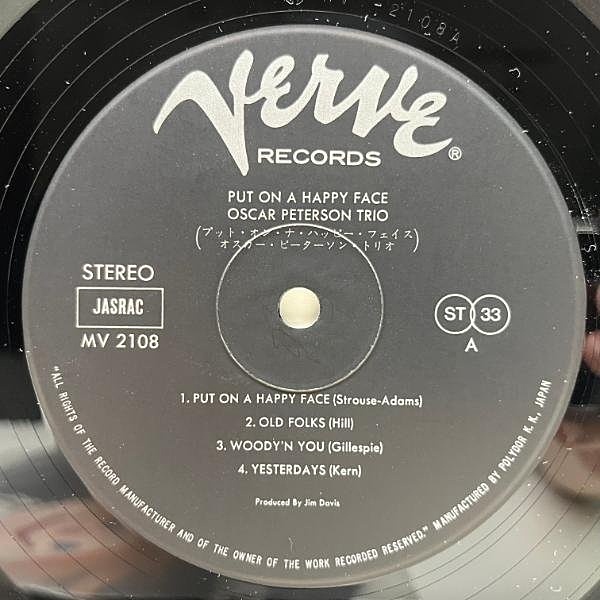 2108A
VERVE
RECORDS ®
PUT ON A HAPPY FACE
OSCAR PETERSON TRIO
(プット・オン・ナ・ハッピー・フェイス
オスカー・ピーターソン・トリオ)
STEREO
JASRAC
MV 2108
ST 33
A
1. PUT ON A HAPPY FACE (Strouse-Adams)
2. OLD FOLKS (Hill)
3. WOODY'N YOU (Gillespie)
4. YESTERDAYS (Kern)
Produced By Jim Davis
"ALL RIGHTS OF THE RECORD MANUFACTURER AND OF THE OWNER OF THE WORK RECORDED RESERVED." MANUFACTURED BY POLYDOR K. K., JAPAN